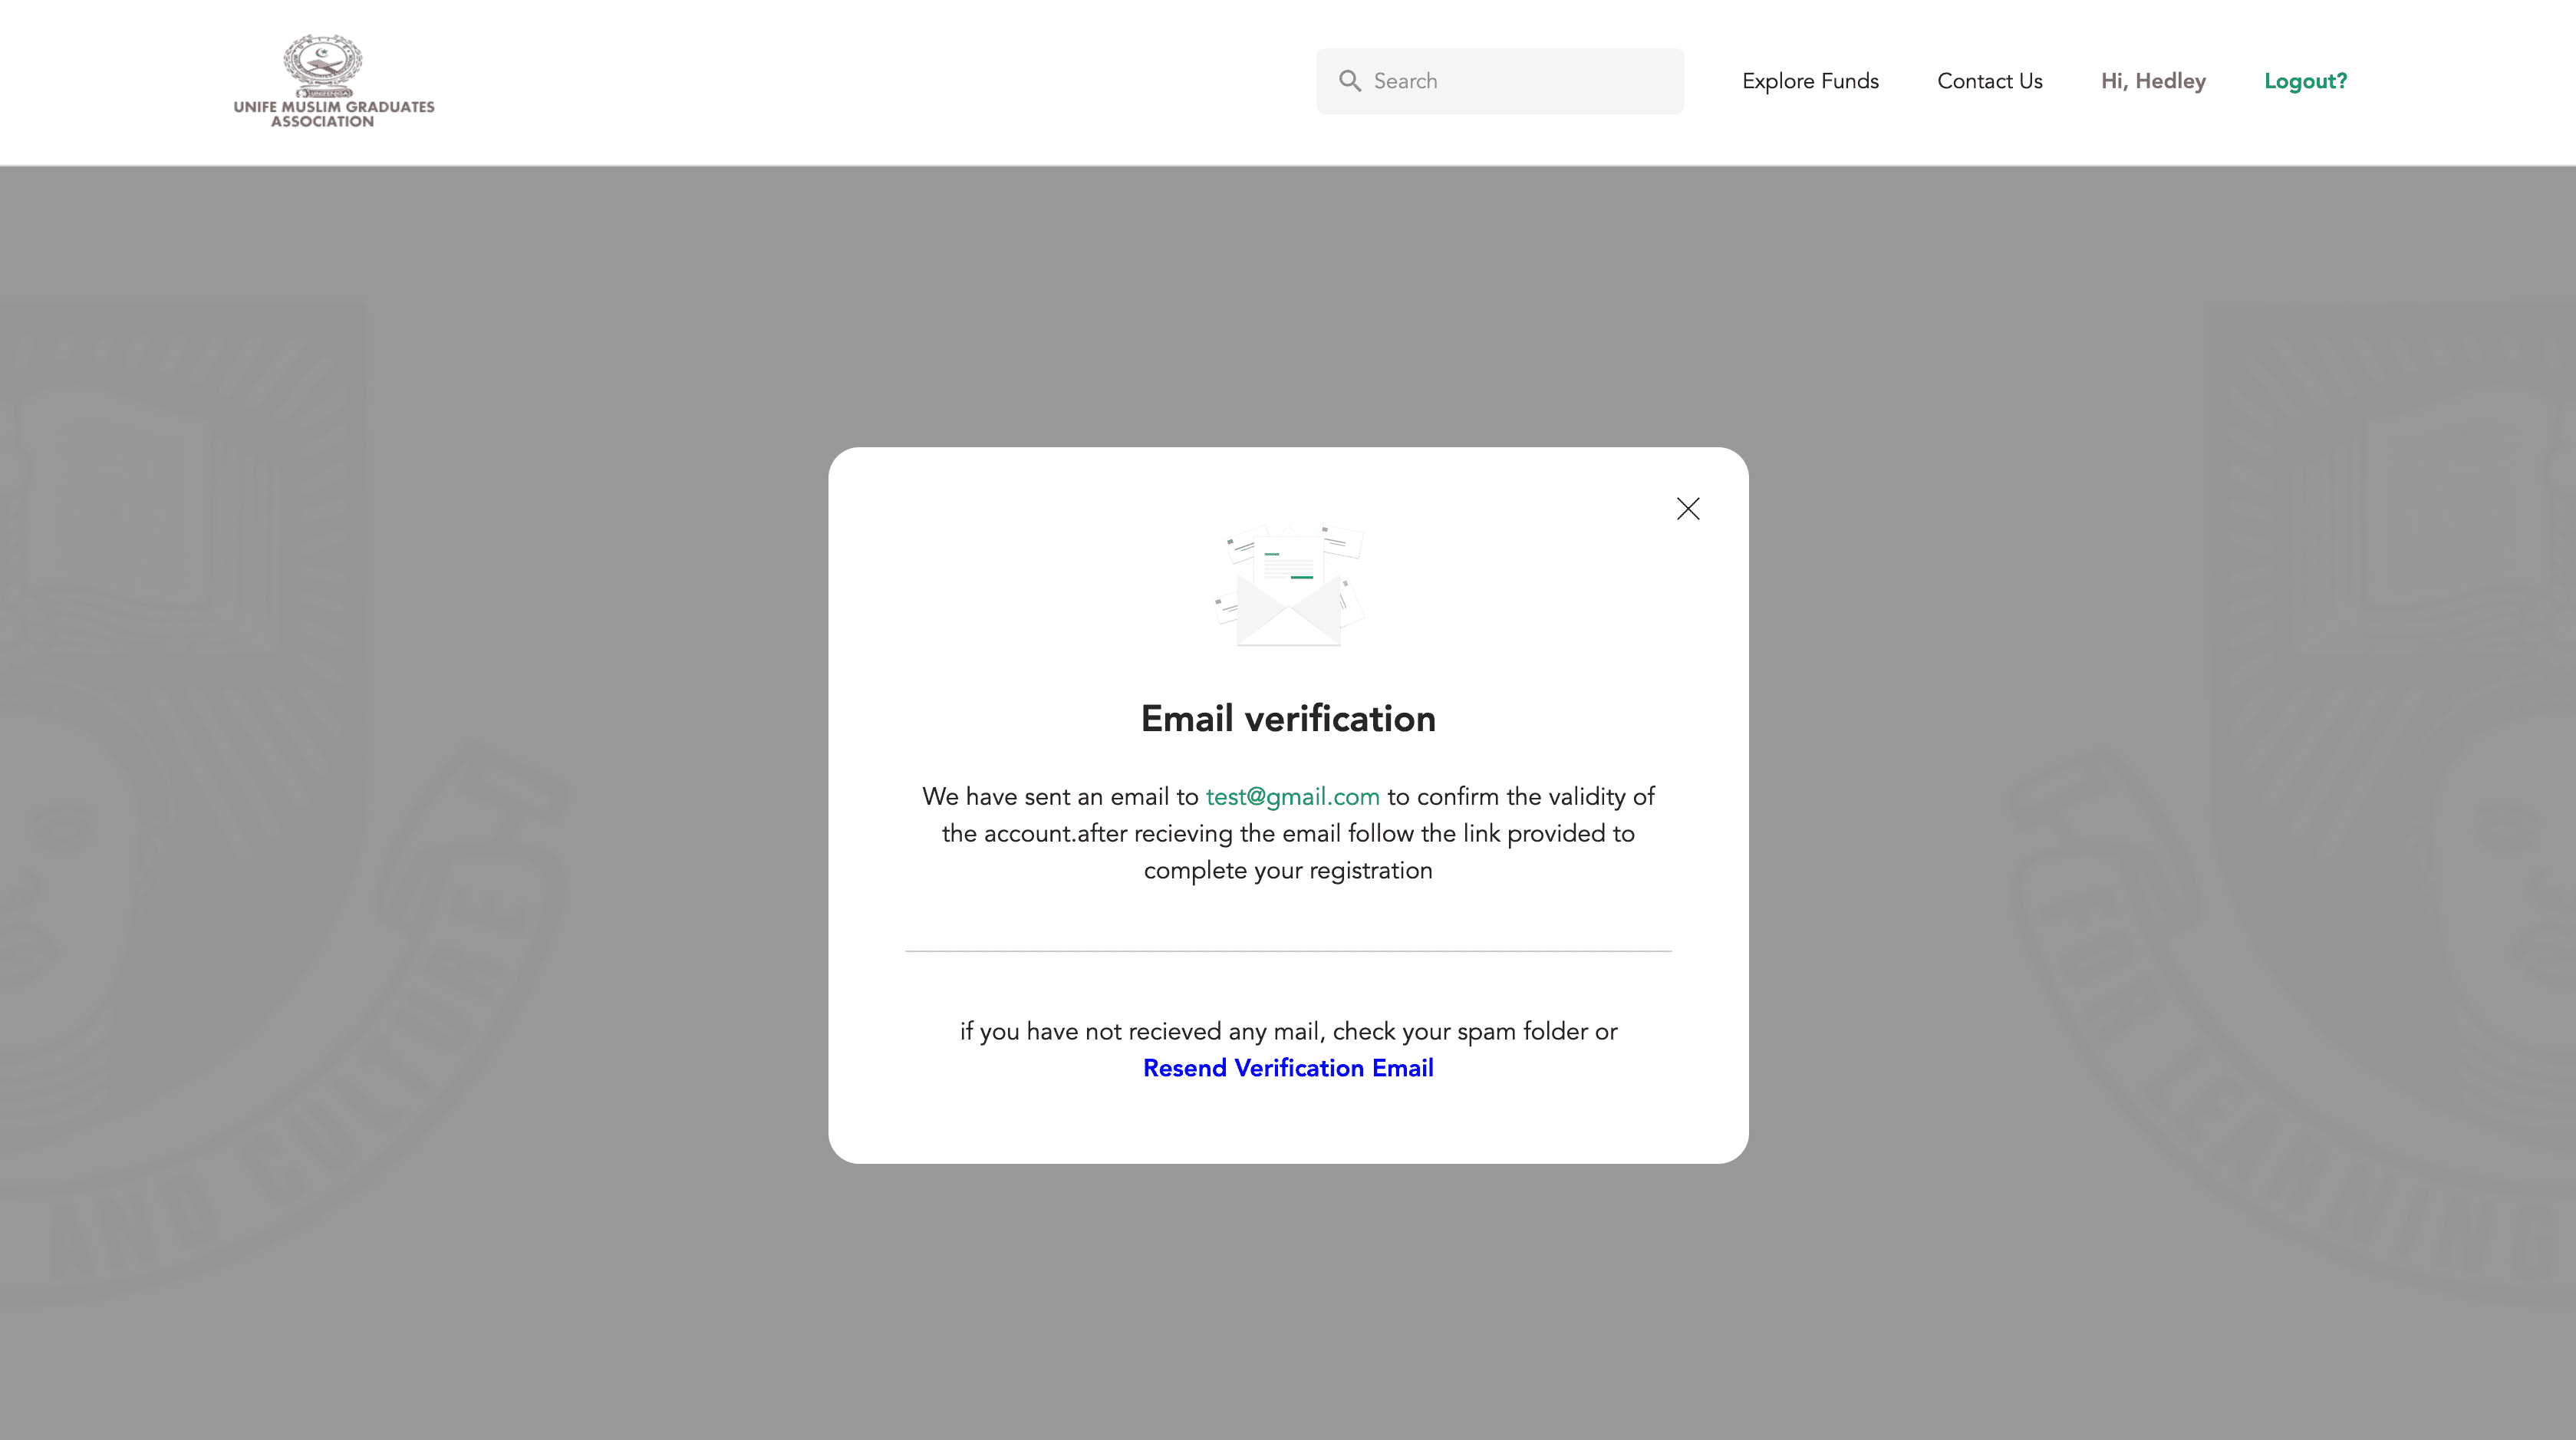 UNIFE MUSLIM GRADUATES
ASSOCIATION
Search
Explore Funds
Contact Us
Hi, Hedley
Logout?
Email verification
We have sent an email to test@gmail.com to confirm the validity of
the account.after recieving the email follow the link provided to
complete your registration
if you have not recieved any mail, check your spam folder or
Resend Verification Email
AND CULTURE
FOR LEARNING